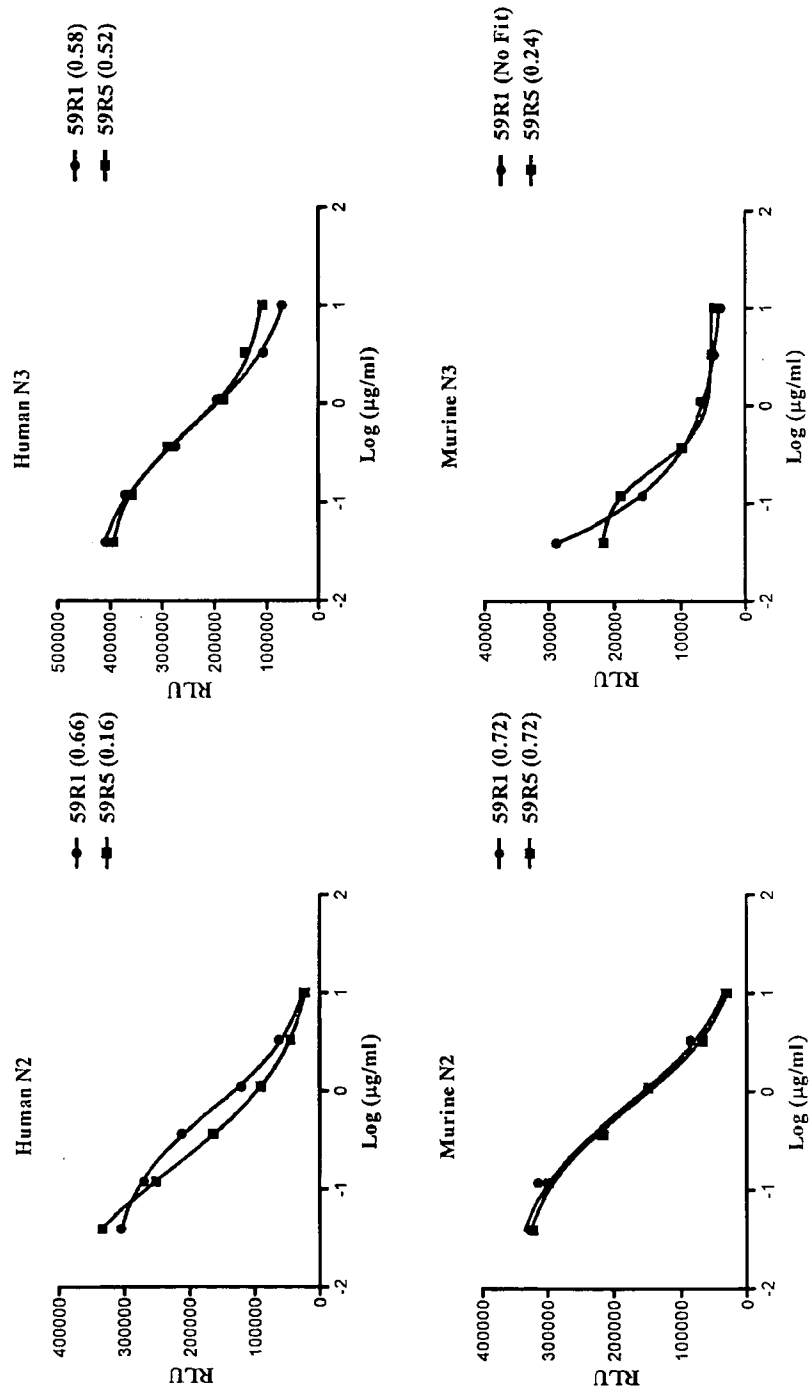 Human N2
59R1 (0.66)
59R5 (0.16)
RLU
400000
300000
200000
100000
0
-2
-1
0
1
2
Log (µg/ml)
Human N3
59R1 (0.58)
59R5 (0.52)
RLU
500000
400000
300000
200000
100000
0
-2
-1
0
1
2
Log (µg/ml)
Murine N2
59R1 (0.72)
59R5 (0.72)
RLU
400000
300000
200000
100000
0
-2
-1
0
1
2
Log (µg/ml)
Murine N3
59R1 (No Fit)
59R5 (0.24)
RLU
40000
30000
20000
10000
0
-2
-1
0
1
2
Log (µg/ml)